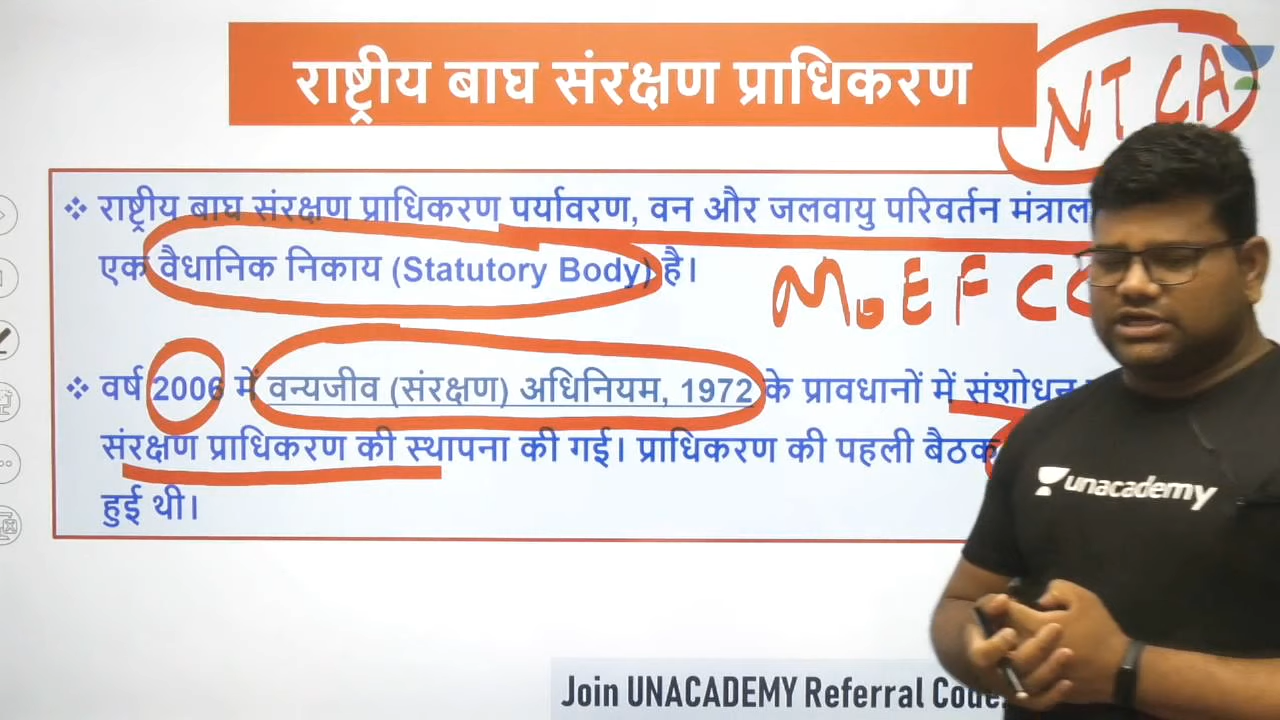 राष्ट्रीय बाघ संरक्षण प्राधिकरण
NTCA
❖ राष्ट्रीय बाघ संरक्षण प्राधिकरण पर्यावरण, वन और जलवायु परिवर्तन
एक वैधानिक निकाय (Statutory Body) है।
MoEFCC
❖ वर्ष 2006 में वन्यजीव (संरक्षण) अधिनियम, 1972 के प्रावधानों में संशोधन
संरक्षण प्राधिकरण की स्थापना की गई। प्राधिकरण की पहली बैठक
हुई थी।
unacademy
Join UNACADEMY Referral Code